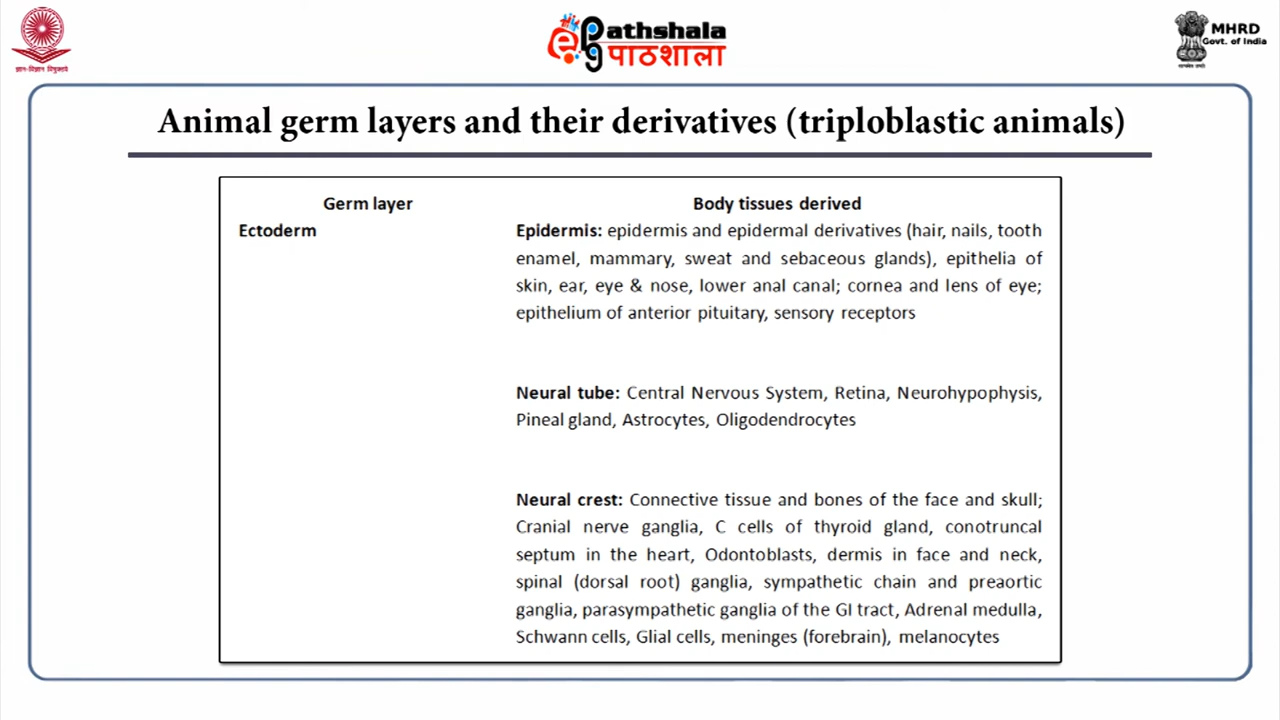 ज्ञान-विज्ञान विमुक्तये
e pg Pathshala
पाठशाला
MHRD
Govt. of India
सत्यमेव जयते
Animal germ layers and their derivatives (triploblastic animals)
Germ layer Body tissues derived
Ectoderm Epidermis: epidermis and epidermal derivatives (hair, nails, tooth
enamel, mammary, sweat and sebaceous glands), epithelia of
skin, ear, eye & nose, lower anal canal; cornea and lens of eye;
epithelium of anterior pituitary, sensory receptors
Neural tube: Central Nervous System, Retina, Neurohypophysis,
Pineal gland, Astrocytes, Oligodendrocytes
Neural crest: Connective tissue and bones of the face and skull;
Cranial nerve ganglia, C cells of thyroid gland, conotruncal
septum in the heart, Odontoblasts, dermis in face and neck,
spinal (dorsal root) ganglia, sympathetic chain and preaortic
ganglia, parasympathetic ganglia of the GI tract, Adrenal medulla,
Schwann cells, Glial cells, meninges (forebrain), melanocytes